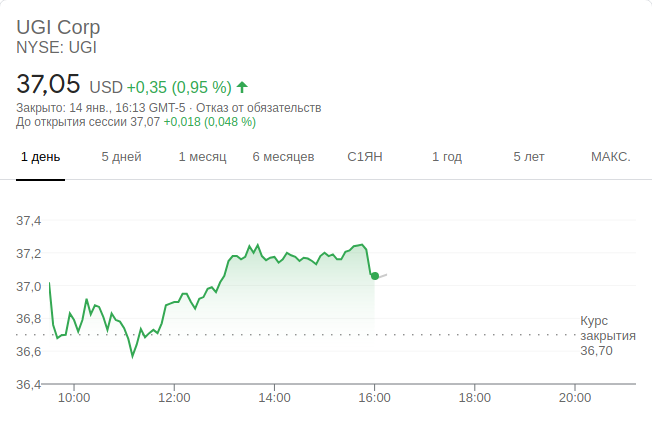 UGI Corp
NYSE: UGI
37,05 USD +0,35 (0,95 %)
Закрыто: 14 янв., 16:13 GMT-5 · Отказ от обязательств
До открытия сессии 37,07 +0,018 (0,048 %)
1 день 5 дней 1 месяц 6 месяцев С1ЯН 1 год 5 лет МАКС.
37,4
37,2
37,0
36,8
36,6
36,4
Курс
закрытия
36,70
10:00 12:00 14:00 16:00 18:00 20:00